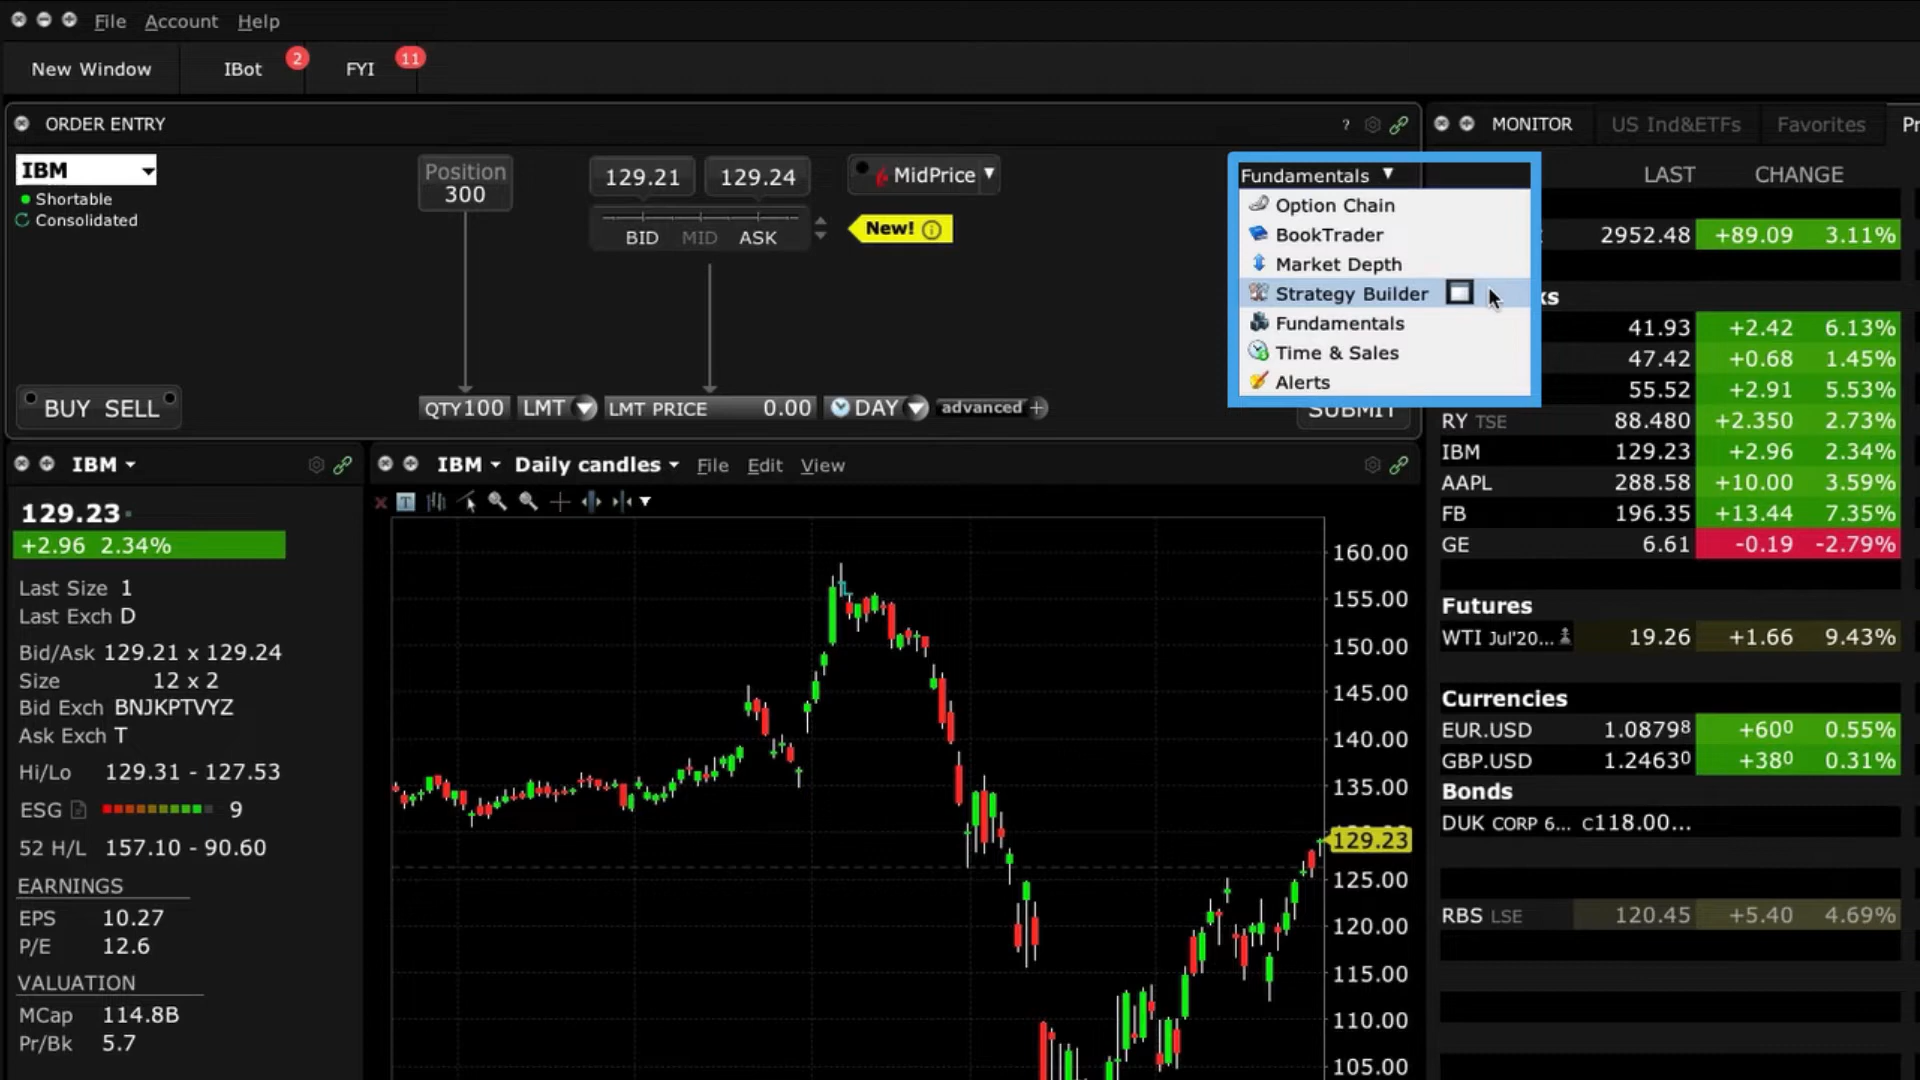 File Account Help
New Window IBot 2 FYI 11
ORDER ENTRY ?
IBM
Shortable
Consolidated
Position
300
129.21 129.24
BID MID ASK
MidPrice
New!
BUY SELL
QTY 100 LMT LMT PRICE 0.00 DAY advanced +
SUBMIT
Fundamentals
Option Chain
BookTrader
Market Depth
Strategy Builder
Fundamentals
Time & Sales
Alerts
MONITOR US Ind&ETFs Favorites
LAST CHANGE
2952.48 +89.09 3.11%
41.93 +2.42 6.13%
47.42 +0.68 1.45%
55.52 +2.91 5.53%
RY TSE 88.480 +2.350 2.73%
IBM 129.23 +2.96 2.34%
AAPL 288.58 +10.00 3.59%
FB 196.35 +13.44 7.35%
GE 6.61 -0.19 -2.79%
Futures
WTI Jul'20... 19.26 +1.66 9.43%
Currencies
EUR.USD 1.08798 +600 0.55%
GBP.USD 1.24630 +380 0.31%
Bonds
DUK CORP 6... C118.00...
RBS LSE 120.45 +5.40 4.69%
IBM
129.23
+2.96 2.34%
Last Size 1
Last Exch D
Bid/Ask 129.21 x 129.24
Size 12 x 2
Bid Exch BNJKPTVYZ
Ask Exch T
Hi/Lo 129.31 - 127.53
ESG 9
52 H/L 157.10 - 90.60
EARNINGS
EPS 10.27
P/E 12.6
VALUATION
MCap 114.8B
Pr/Bk 5.7
IBM Daily candles File Edit View
160.00
155.00
150.00
145.00
140.00
135.00
129.23
125.00
120.00
115.00
110.00
105.00